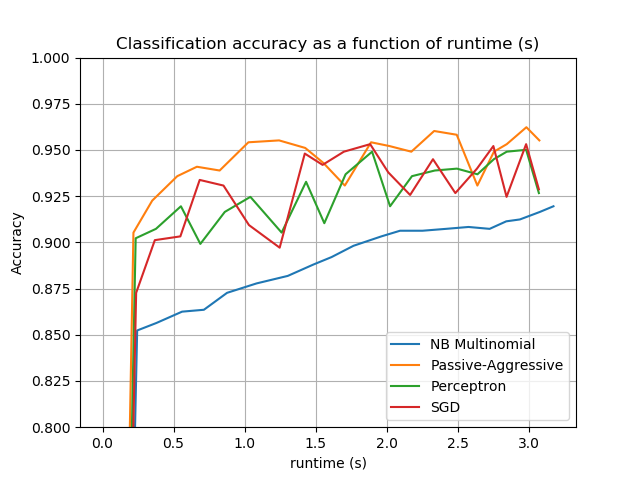 Classification accuracy as a function of runtime (s)
1.000
0.975
0.950
0.925
0.900
0.875
0.850
0.825
0.800
Accuracy
0.0 0.5 1.0 1.5 2.0 2.5 3.0
runtime (s)
NB Multinomial
Passive-Aggressive
Perceptron
SGD